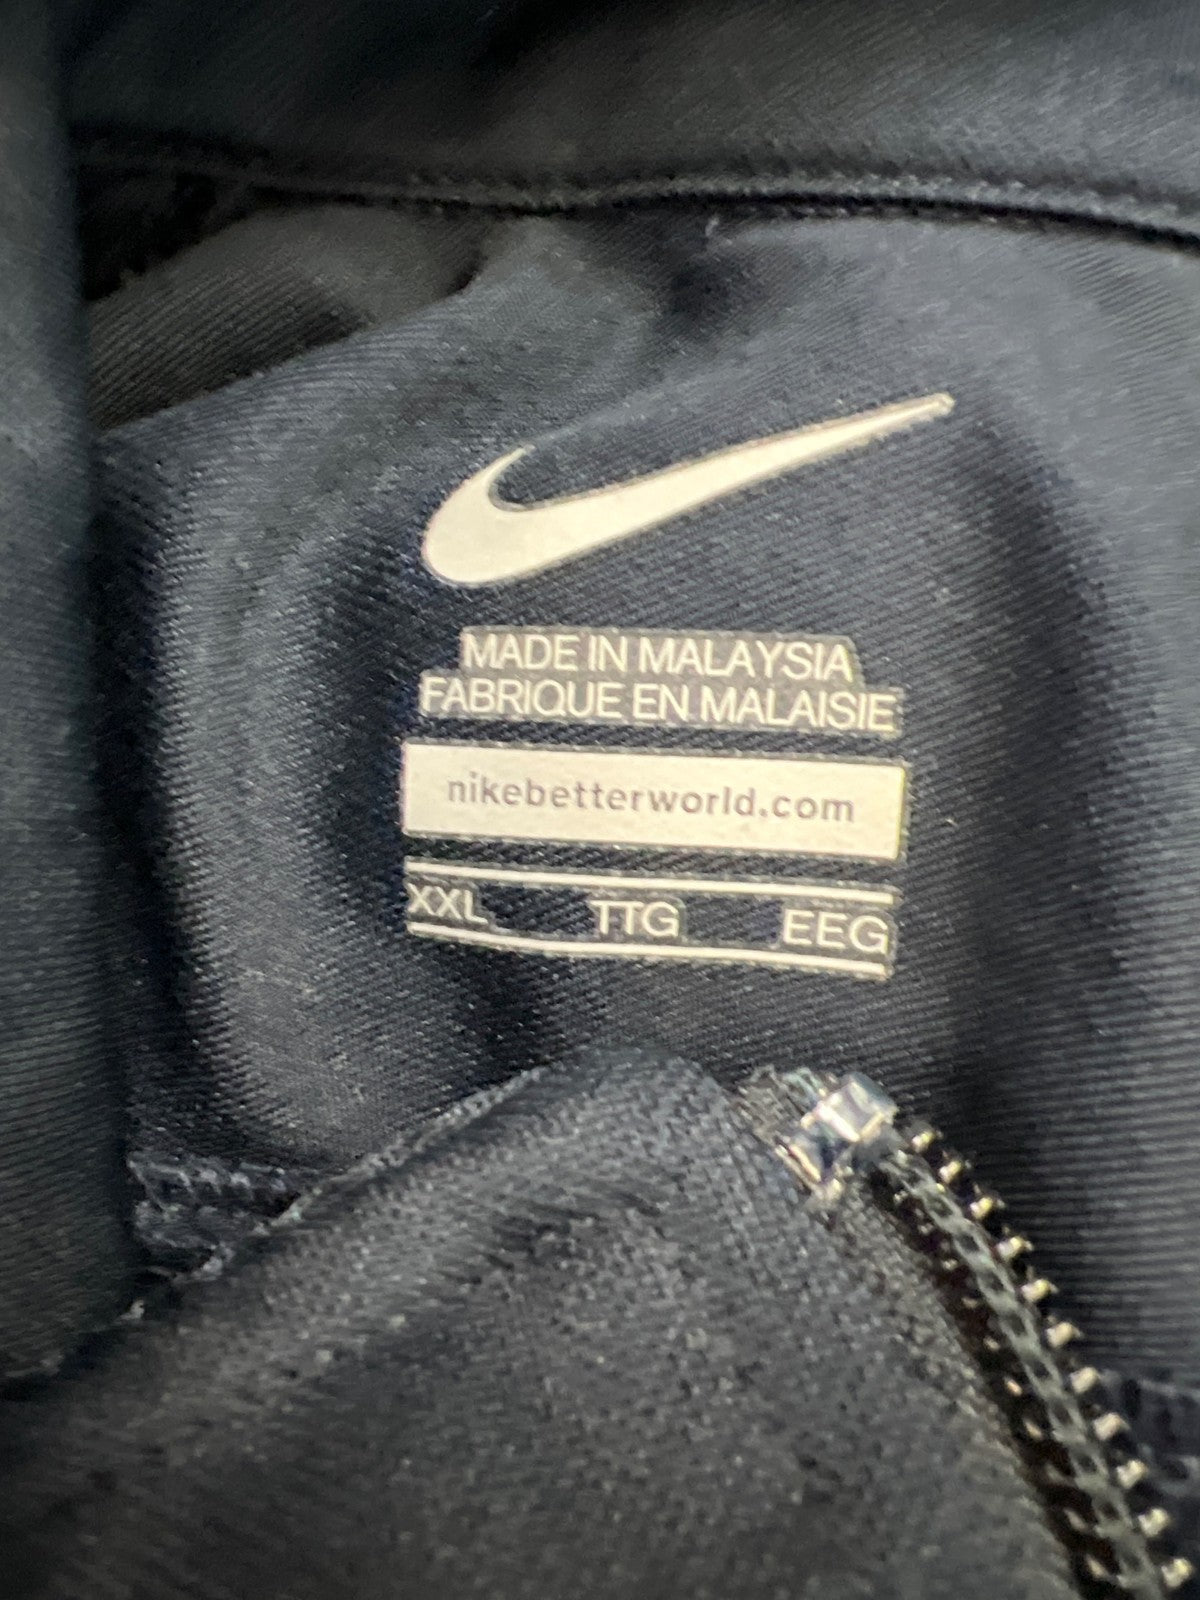 MADE IN MALAYSIA
FABRIQUE EN MALAISIE
nikebetterworld.com
XXL TTG EEG